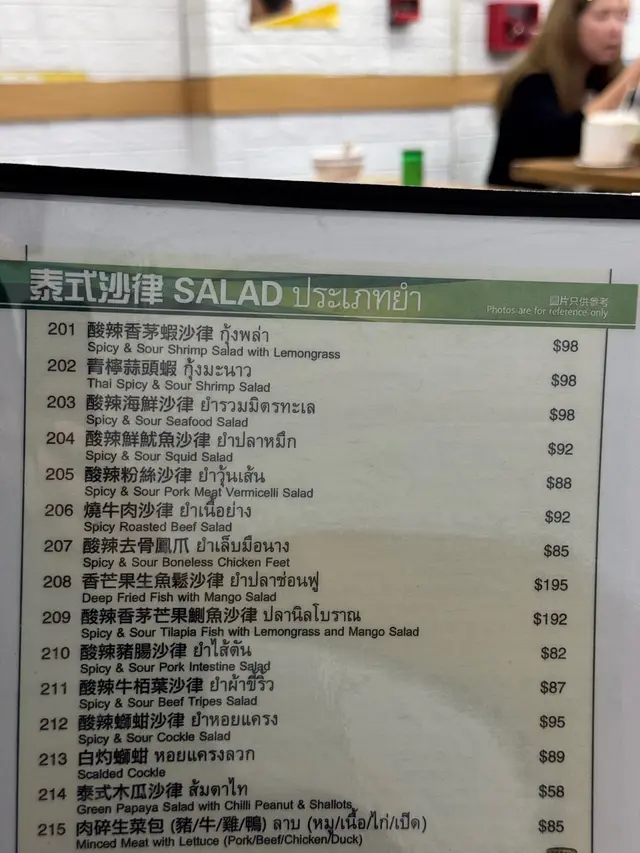 泰式沙律 SALAD ประเภทยำ
圖片只供參考
Photos are for reference only
201 酸辣香茅蝦沙律 กุ้งพล่า $98
Spicy & Sour Shrimp Salad with Lemongrass
202 青檸蒜頭蝦 กุ้งมะนาว $98
Thai Spicy & Sour Shrimp Salad
203 酸辣海鮮沙律 ยำรวมมิตรทะเล $98
Spicy & Sour Seafood Salad
204 酸辣鮮魷魚沙律 ยำปลาหมึก $92
Spicy & Sour Squid Salad
205 酸辣粉絲沙律 ยำวุ้นเส้น $88
Spicy & Sour Pork Meat Vermicelli Salad
206 燒牛肉沙律 ยำเนื้อย่าง $92
Spicy Roasted Beef Salad
207 酸辣去骨鳳爪 ยำเล็บมือนาง $85
Spicy & Sour Boneless Chicken Feet
208 香芒果生魚鬆沙律 ยำปลาช่อนฟู $195
Deep Fried Fish with Mango Salad
209 酸辣香茅芒果鰂魚沙律 ปลานิลโบราณ $192
Spicy & Sour Tilapia Fish with Lemongrass and Mango Salad
210 酸辣豬腸沙律 ยำไส้ตัน $82
Spicy & Sour Pork Intestine Salad
211 酸辣牛栢葉沙律 ยำผ้าขี้ริ้ว $87
Spicy & Sour Beef Tripes Salad
212 酸辣螄蚶沙律 ยำหอยแครง $95
Spicy & Sour Cockle Salad
213 白灼螄蚶 หอยแครงลวก $89
Scalded Cockle
214 泰式木瓜沙律 ส้มตาไท $58
Green Papaya Salad with Chilli Peanut & Shallots
215 肉碎生菜包 (豬/牛/雞/鴨) ลาบ (หมู/เนื้อ/ไก่/เป็ด) $85
Minced Meat with Lettuce (Pork/Beef/Chicken/Duck)